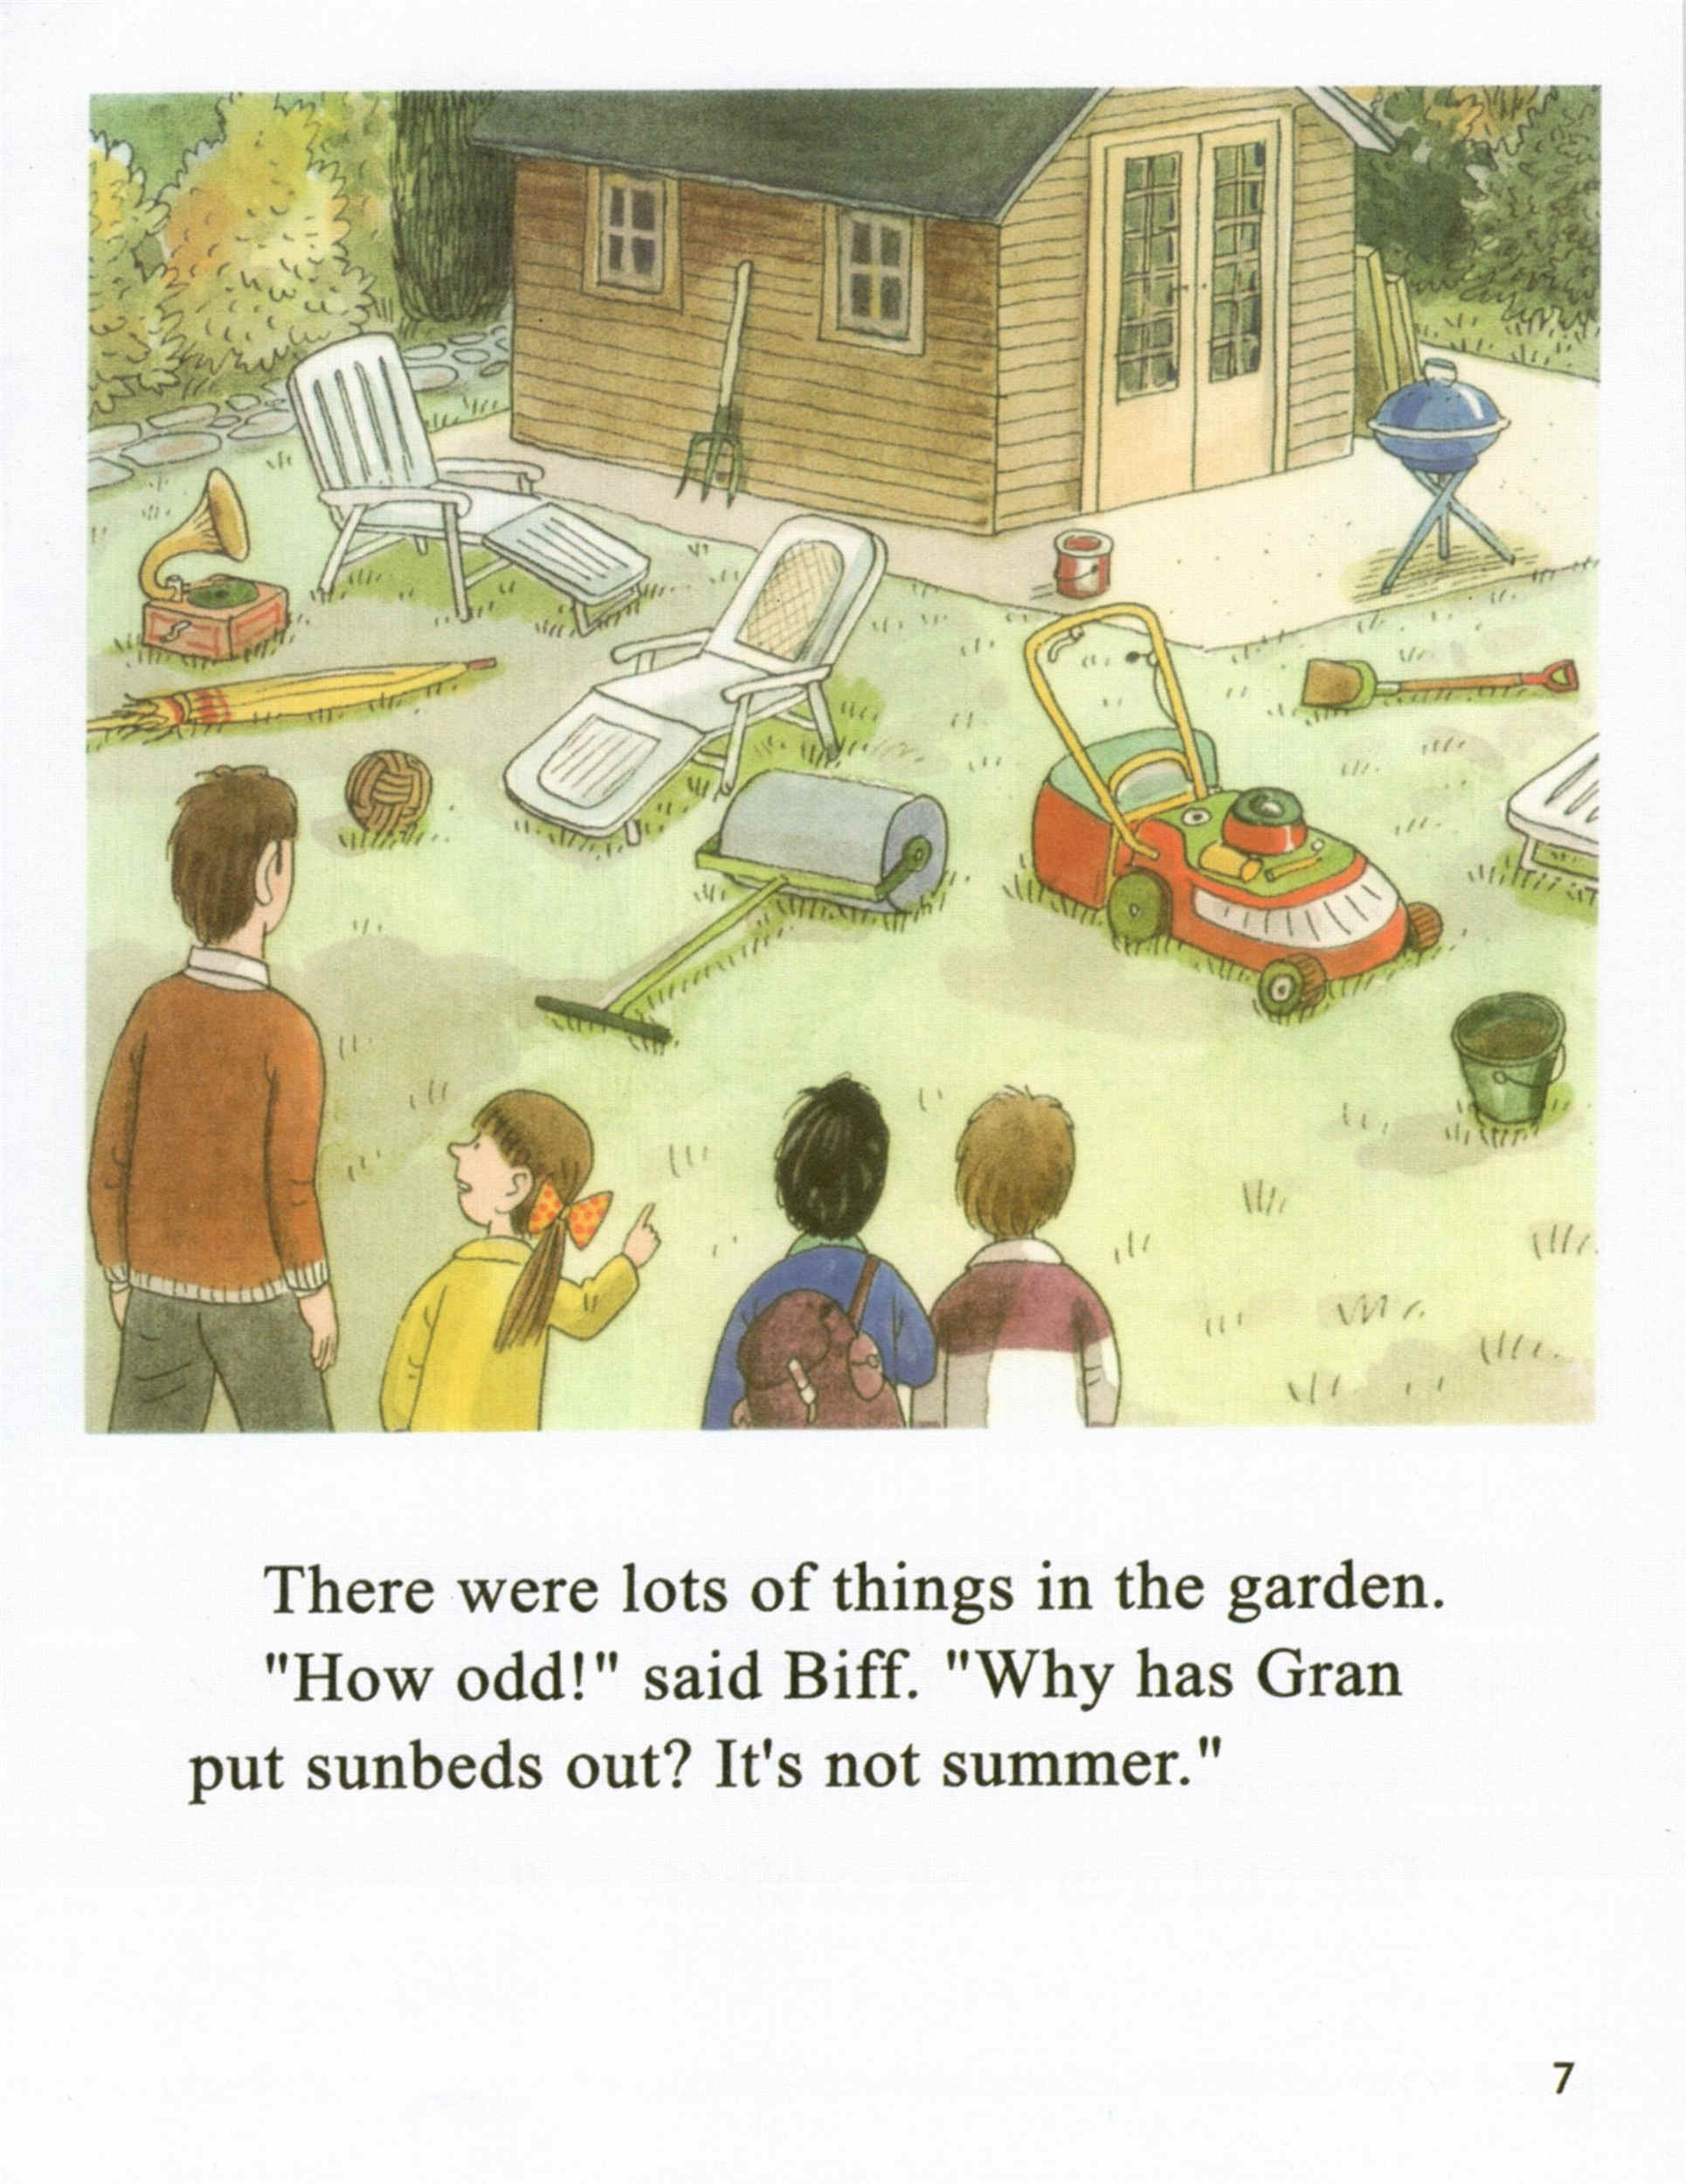 There were lots of things in the garden.
"How odd!" said Biff. "Why has Gran
put sunbeds out? It's not summer."
7